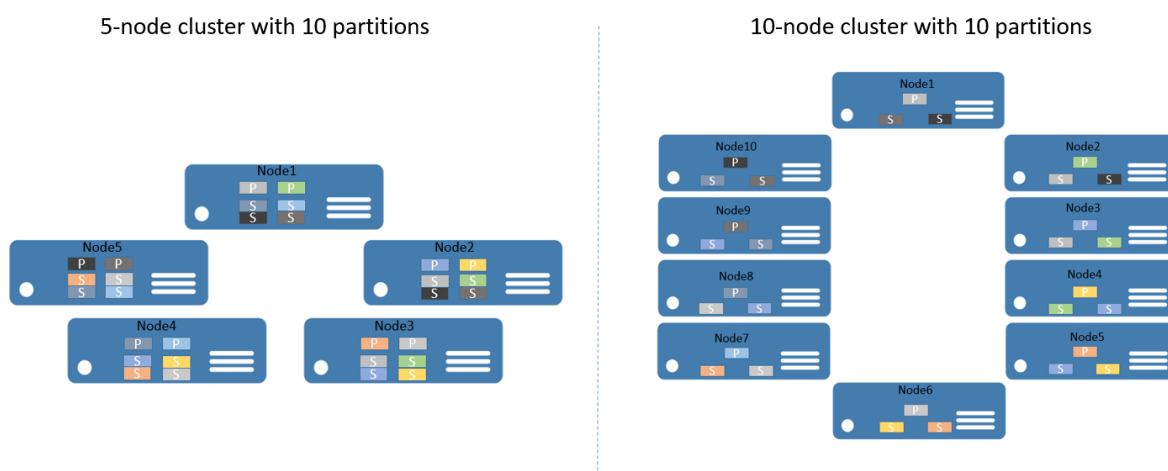 5-node cluster with 10 partitions
Node1
P P
S S
S S
Node5
P P
S S
S S
Node2
P P
S S
S S
Node4
P P
S S
S S
Node3
P P
S S
S S
10-node cluster with 10 partitions
Node1
P
S S
Node10
P
S S
Node2
P
S S
Node9
P
S S
Node3
P
S S
Node8
P
S S
Node4
P
S S
Node7
P
S S
Node5
P
S S
Node6
P
S S